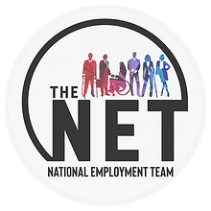 THE
NET
NATIONAL EMPLOYMENT TEAM